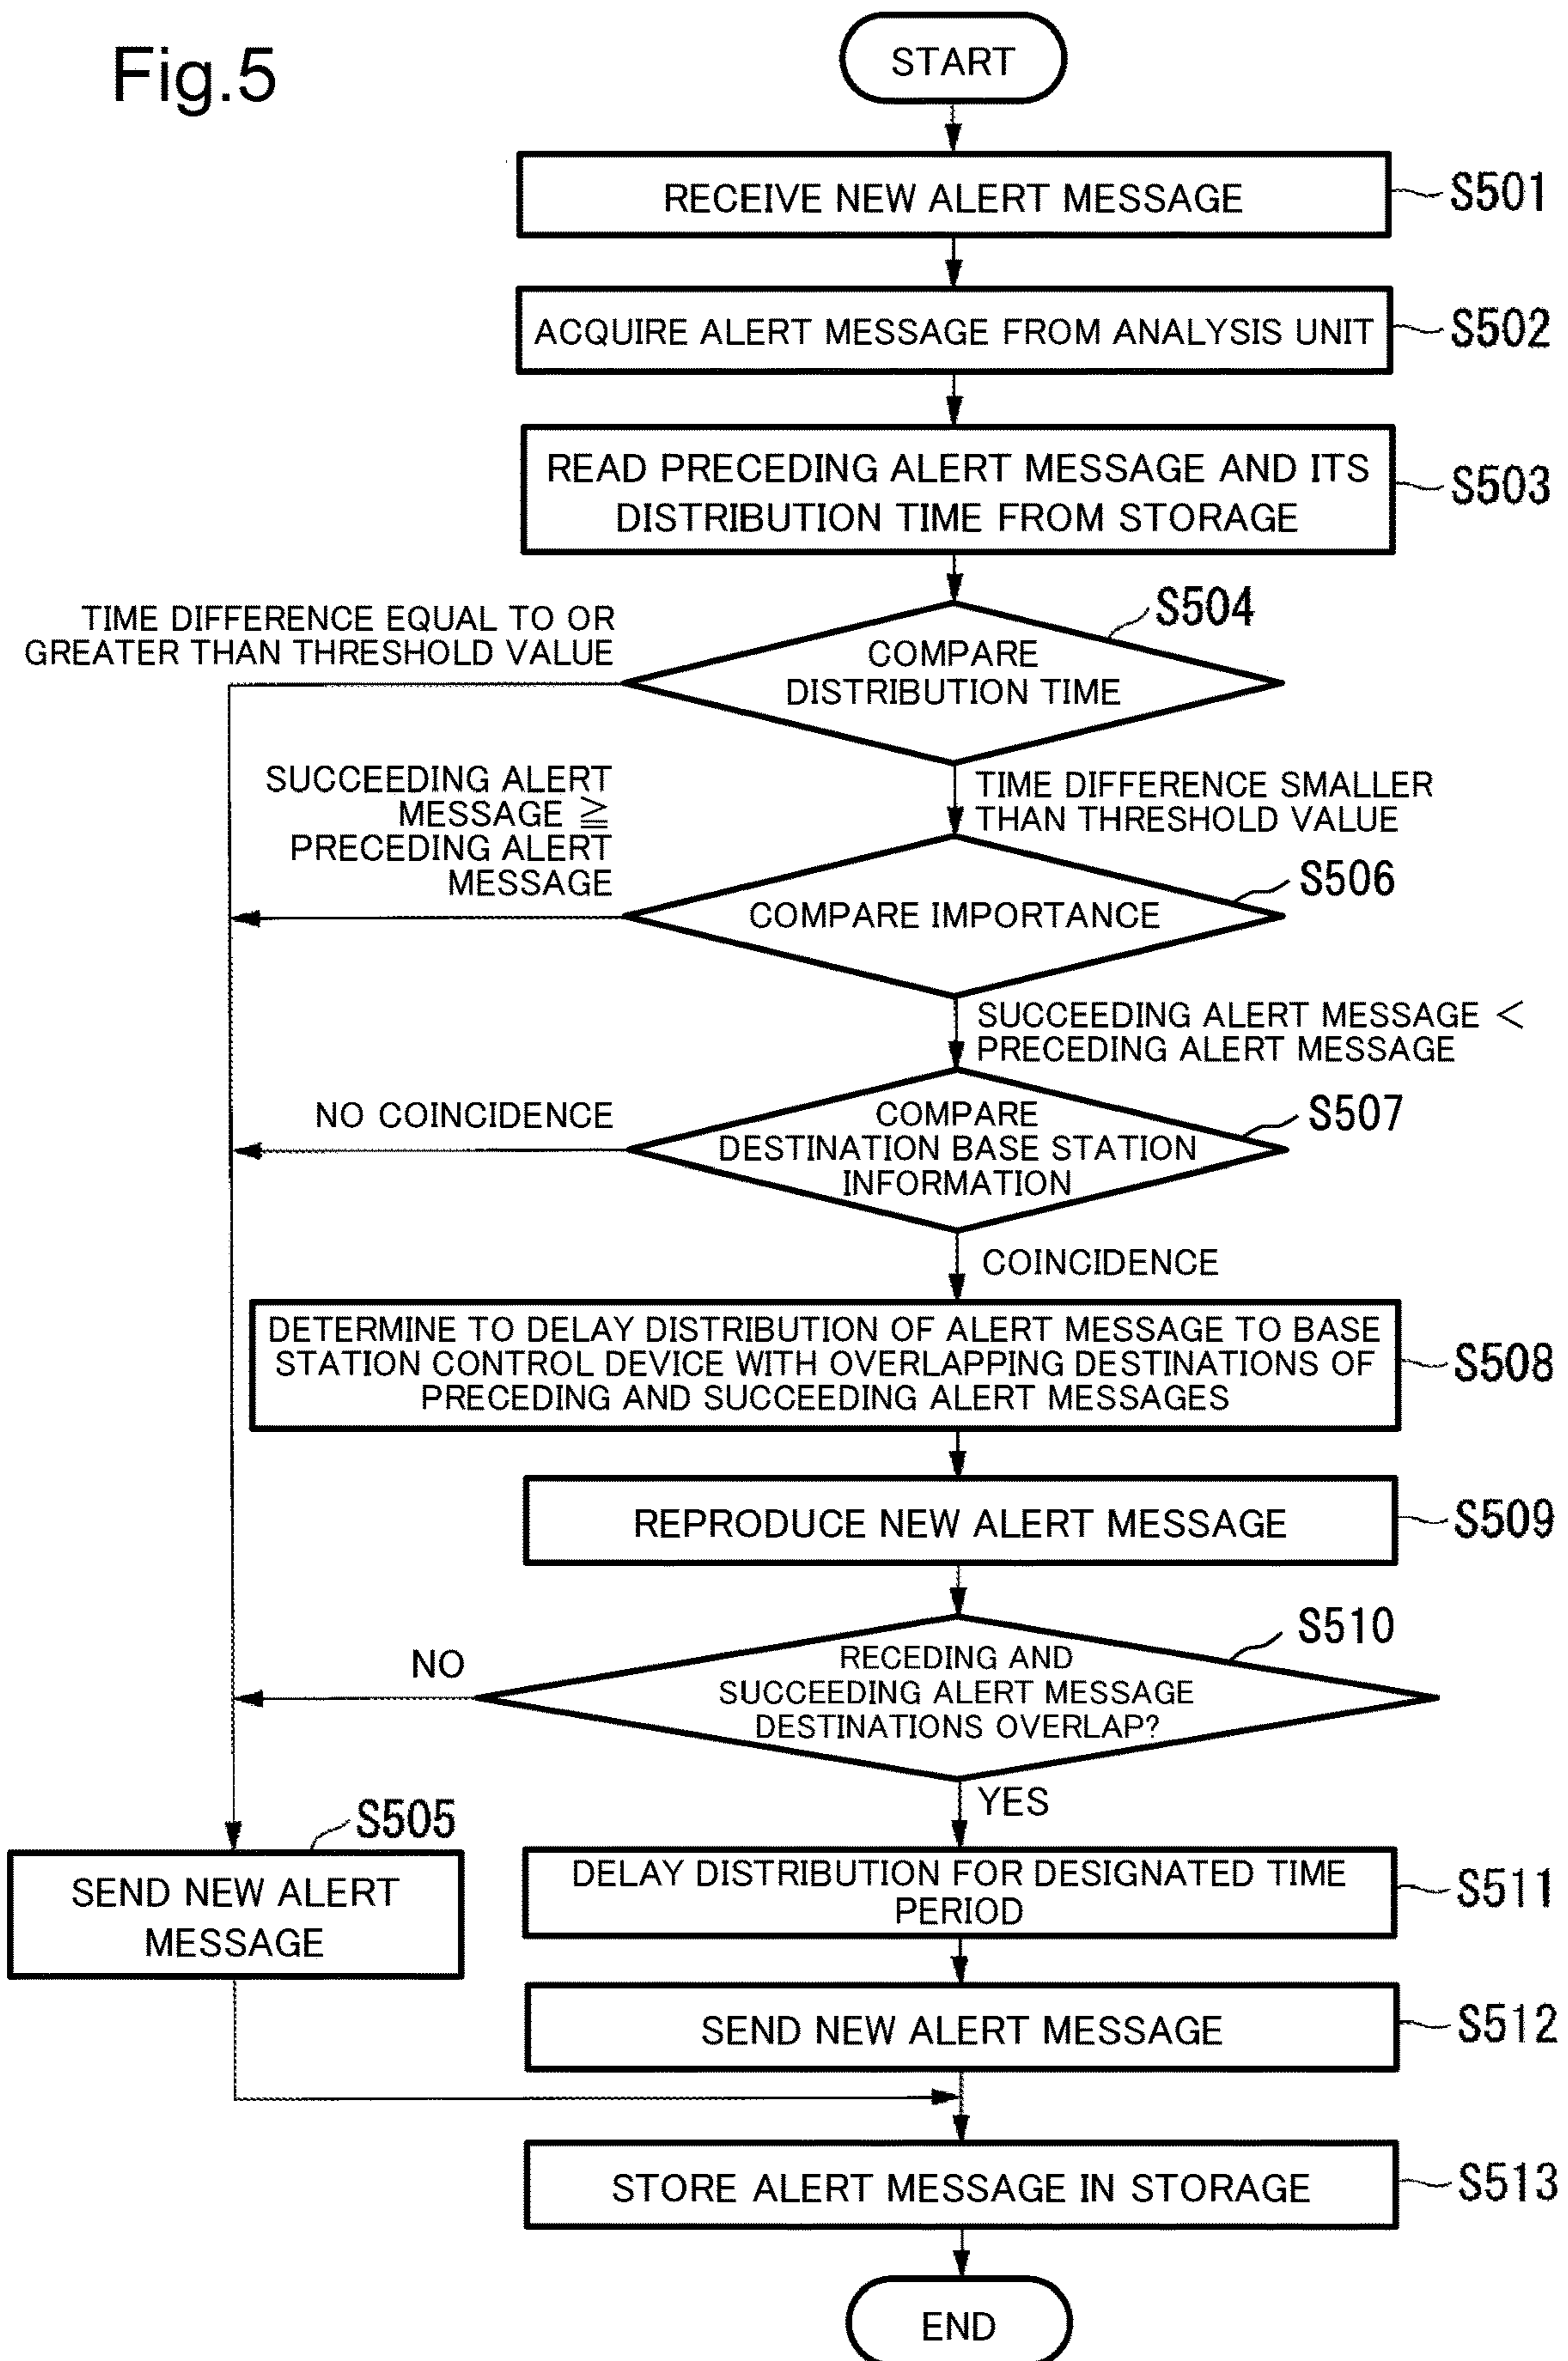 Fig.5
START
RECEIVE NEW ALERT MESSAGE
S501
ACQUIRE ALERT MESSAGE FROM ANALYSIS UNIT
S502
READ PRECEDING ALERT MESSAGE AND ITS
DISTRIBUTION TIME FROM STORAGE
S503
S504
COMPARE
DISTRIBUTION TIME
TIME DIFFERENCE EQUAL TO OR
GREATER THAN THRESHOLD VALUE
TIME DIFFERENCE SMALLER
THAN THRESHOLD VALUE
SUCCEEDING ALERT
MESSAGE ≧
PRECEDING ALERT
MESSAGE
S506
COMPARE IMPORTANCE
SUCCEEDING ALERT MESSAGE <
PRECEDING ALERT MESSAGE
NO COINCIDENCE
S507
COMPARE
DESTINATION BASE STATION
INFORMATION
COINCIDENCE
DETERMINE TO DELAY DISTRIBUTION OF ALERT MESSAGE TO BASE
STATION CONTROL DEVICE WITH OVERLAPPING DESTINATIONS OF
PRECEDING AND SUCCEEDING ALERT MESSAGES
S508
REPRODUCE NEW ALERT MESSAGE
S509
S510
RECEDING AND
SUCCEEDING ALERT MESSAGE
DESTINATIONS OVERLAP?
NO
YES
S505
SEND NEW ALERT
MESSAGE
DELAY DISTRIBUTION FOR DESIGNATED TIME
PERIOD
S511
SEND NEW ALERT MESSAGE
S512
STORE ALERT MESSAGE IN STORAGE
S513
END